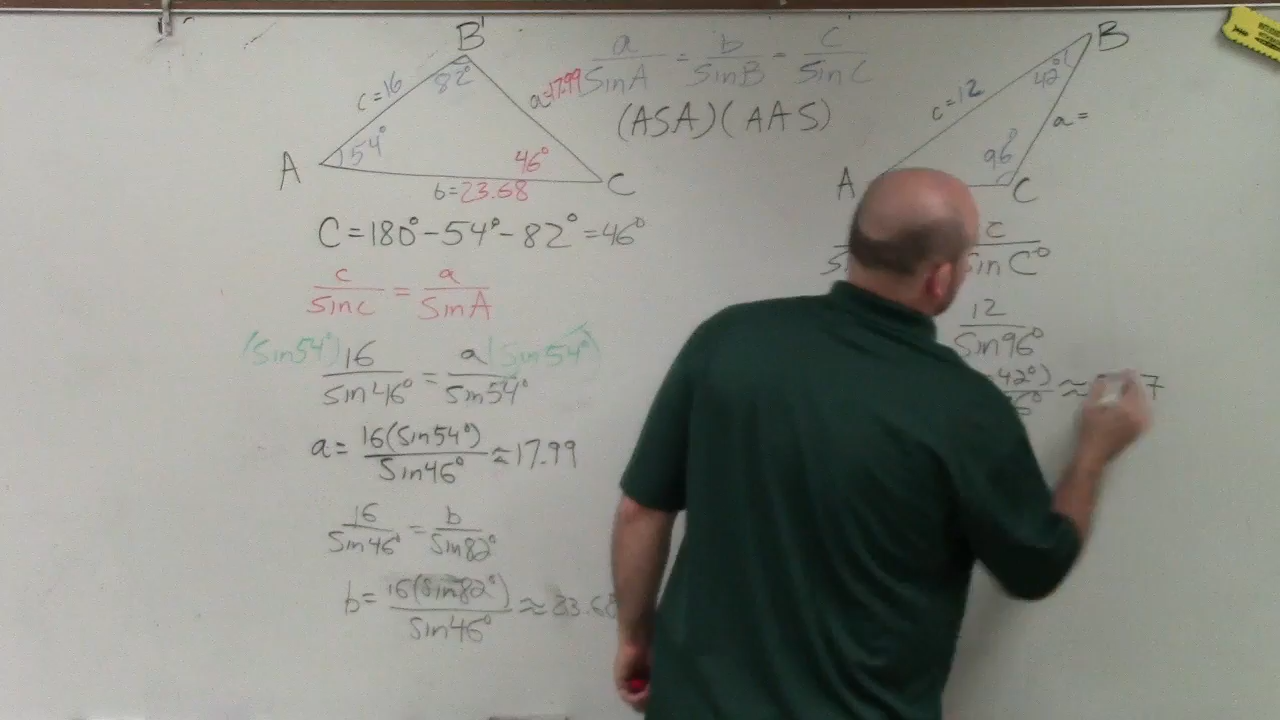 a/SinA = b/SinB = c/SinC
(ASA)(AAS)
B
82°
c=16
a=17.99
54°
46°
A
b=23.68
C
C=180°-54°-82°=46°
c/Sinc = a/SinA
(Sin54°)16/Sin46° = a(Sin54°)/Sin54°
a=16(Sin54°)/Sin46°≈17.99
16/Sin46° = b/Sin82°
b=16(Sin82°)/Sin46°≈23.68
B
42°
c=12
a=
96°
A
C
c/SinC°
12/Sin96°
42°)
≈
7